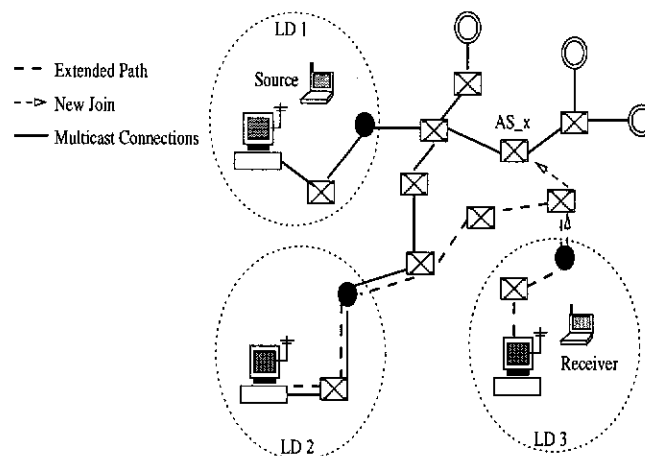 LD 1
Extended Path
New Join
Multicast Connections
Source
AS_x
Receiver
LD 2
LD 3